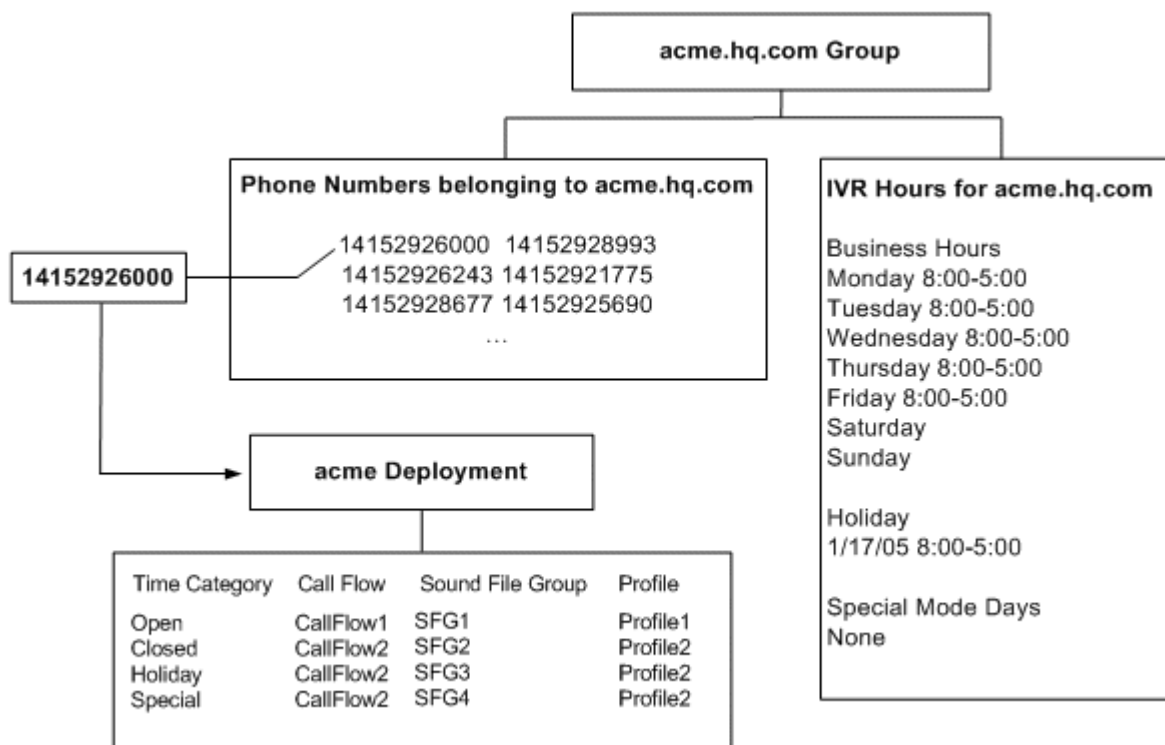 acme.hq.com Group
Phone Numbers belonging to acme.hq.com
14152926000 14152928993
14152926243 14152921775
14152928677 14152925690
...
14152926000
IVR Hours for acme.hq.com
Business Hours
Monday 8:00-5:00
Tuesday 8:00-5:00
Wednesday 8:00-5:00
Thursday 8:00-5:00
Friday 8:00-5:00
Saturday
Sunday
Holiday
1/17/05 8:00-5:00
Special Mode Days
None
acme Deployment
Time Category Call Flow Sound File Group Profile
Open CallFlow1 SFG1 Profile1
Closed CallFlow2 SFG2 Profile2
Holiday CallFlow2 SFG3 Profile2
Special CallFlow2 SFG4 Profile2